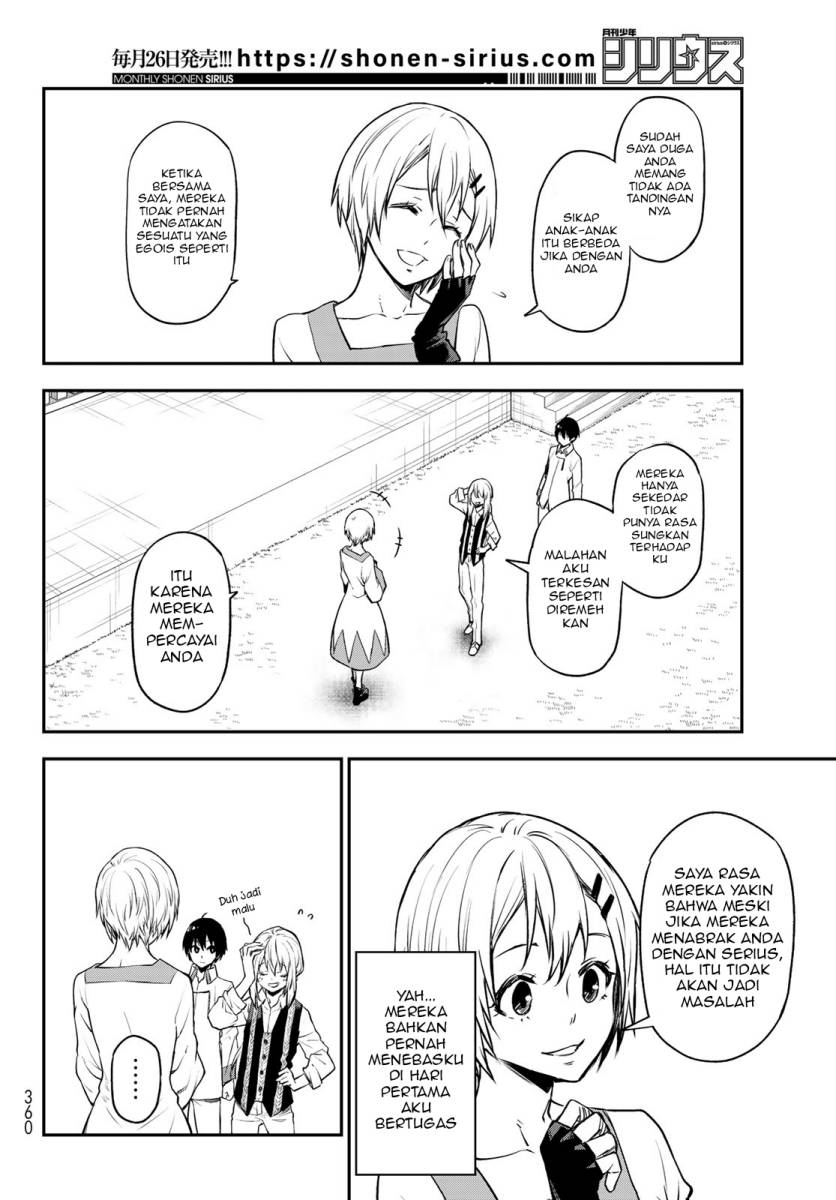 毎月26日発売!!! https://shonen-sirius.com
MONTHLY SHONEN SIRIUS
月刊少年
シリウス
SUDAH
SAYA DUGA
ANDA
MEMANG
TIDAK ADA
TANDINGAN
NYA
SIKAP
ANAK-ANAK
ITU BERBEDA
JIKA DENGAN
ANDA
KETIKA
BERSAMA
SAYA, MEREKA
TIDAK PERNAH
MENGATAKAN
SESUATU YANG
EGOIS SEPERTI
ITU
MEREKA
HANYA
SEKEDAR
TIDAK
PUNYA RASA
SUNGKAN
TERHADAP
KU
MALAHAN
AKU
TERKESAN
SEPERTI
DIREMEH
KAN
ITU
KARENA
MEREKA
MEM-
PERCAYAI
ANDA
SAYA RASA
MEREKA YAKIN
BAHWA MESKI
JIKA MEREKA
MENABRAK ANDA
DENGAN SERIUS,
HAL ITU TIDAK
AKAN JADI
MASALAH
YAH...
MEREKA
BAHKAN
PERNAH
MENEBASKU
DI HARI
PERTAMA
AKU
BERTUGAS
Duh jadi
malu
......
360